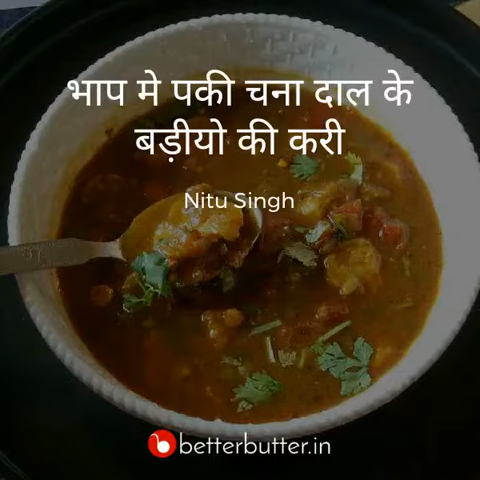 भाप मे पकी चना दाल के
बड़ीयो की करी
Nitu Singh
betterbutter.in